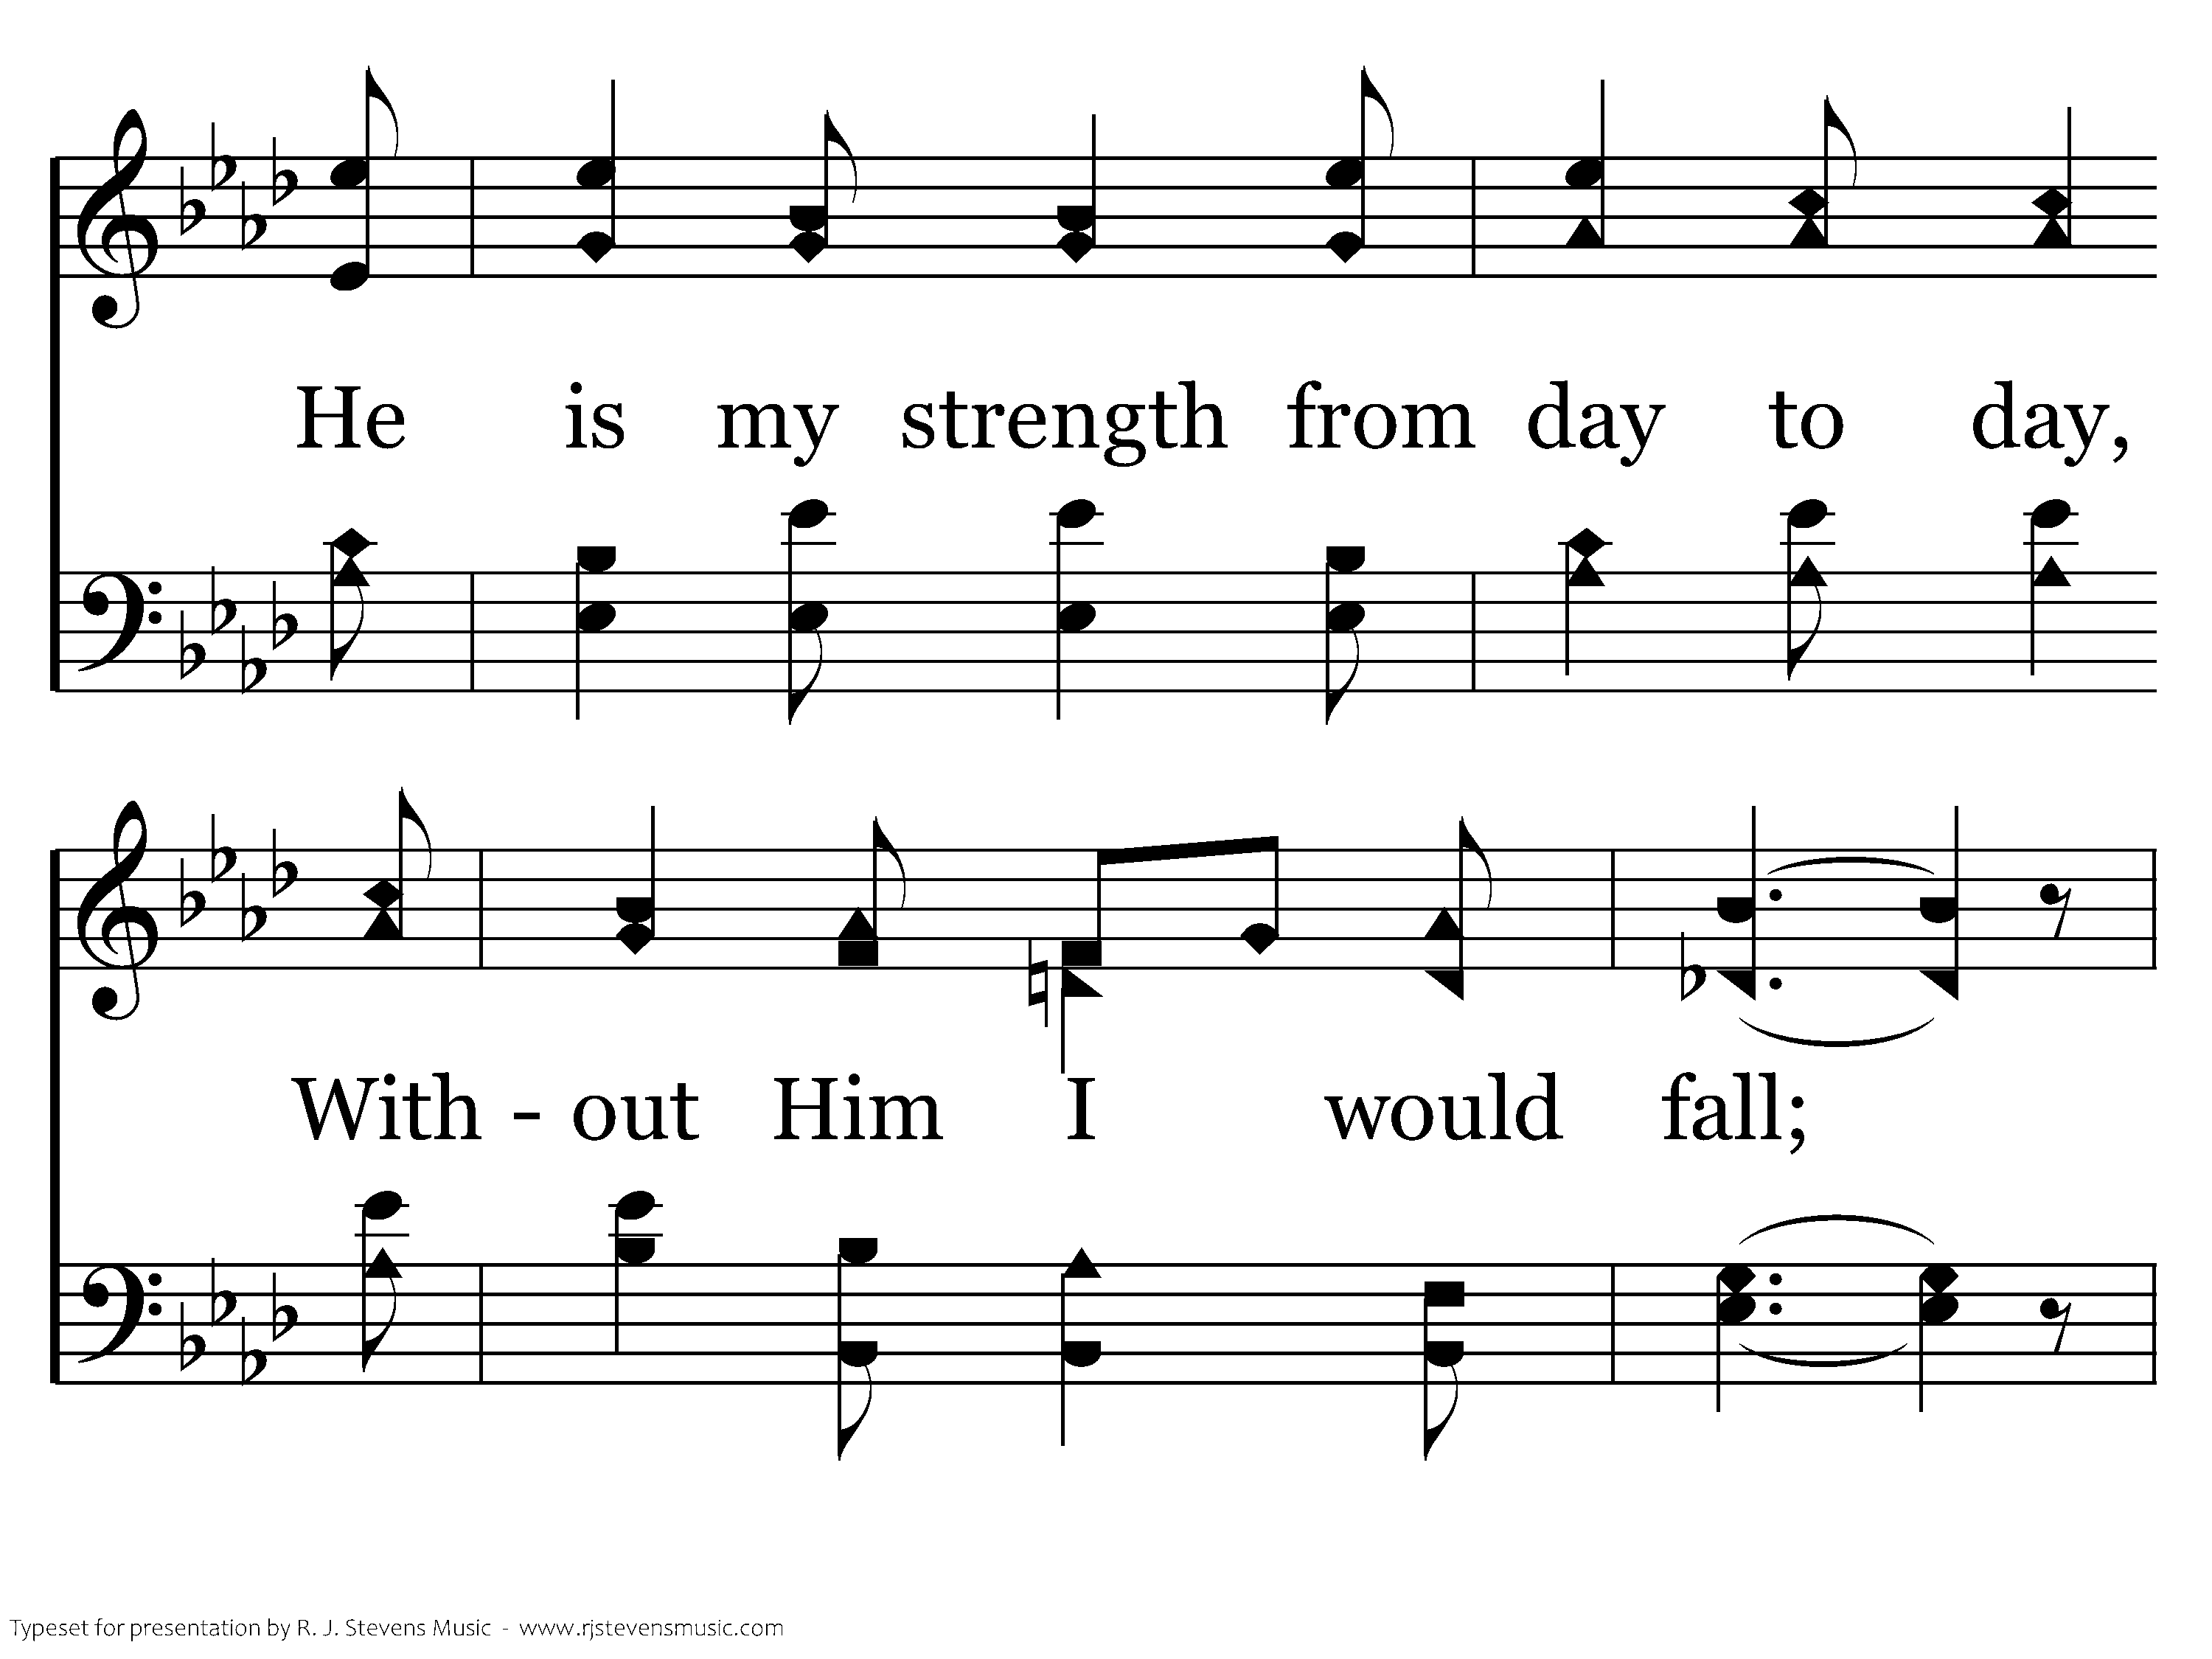 He is my strength from day to day,
With - out Him I would fall;
Typeset for presentation by R. J. Stevens Music - www.rjstevensmusic.com